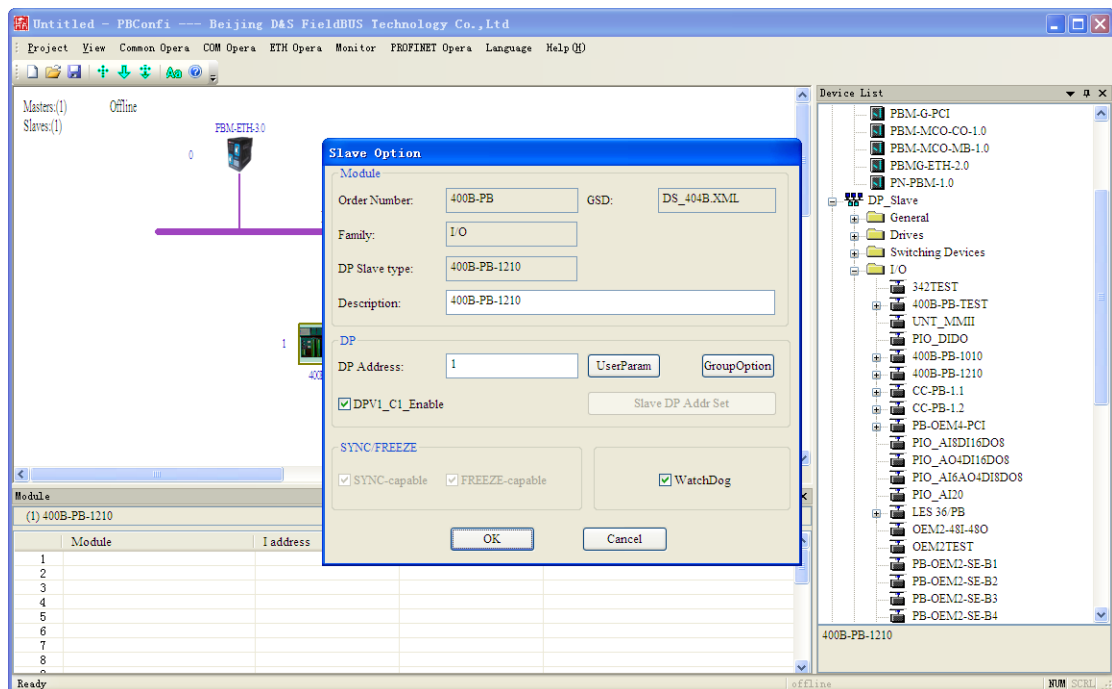 Untitled - PBConfi --- Beijing D&S FieldBUS Technology Co.,Ltd
Project View Common Opera COM Opera ETH Opera Monitor PROFINET Opera Language Help(H)
Aa
Masters:(1) Offline
Slaves:(1)
PBM-ETH-3.0
0
1
Slave Option
Module
Order Number: 400B-PB GSD: DS_404B.XML
Family: I/O
DP Slave type: 400B-PB-1210
Description: 400B-PB-1210
DP
DP Address: 1 UserParam GroupOption
DPV1_C1_Enable Slave DP Addr Set
SYNC/FREEZE
SYNC-capable FREEZE-capable WatchDog
OK Cancel
Module
(1) 400B-PB-1210
Module I address
1
2
3
4
5
6
7
8
Device List
PBM-G-PCI
PBM-MCO-CO-1.0
PBM-MCO-MB-1.0
PBMG-ETH-2.0
PN-PBM-1.0
DP_Slave
General
Drives
Switching Devices
I/O
342TEST
400B-PB-TEST
UNT_MMII
PIO_DIDO
400B-PB-1010
400B-PB-1210
CC-PB-1.1
CC-PB-1.2
PB-OEM4-PCI
PIO_AI8DI16DO8
PIO_AO4DI16DO8
PIO_AI6AO4DI8DO8
PIO_AI20
LES 36/PB
OEM2-48I-48O
OEM2TEST
PB-OEM2-SE-B1
PB-OEM2-SE-B2
PB-OEM2-SE-B3
PB-OEM2-SE-B4
400B-PB-1210
Ready offline NUM SCRL